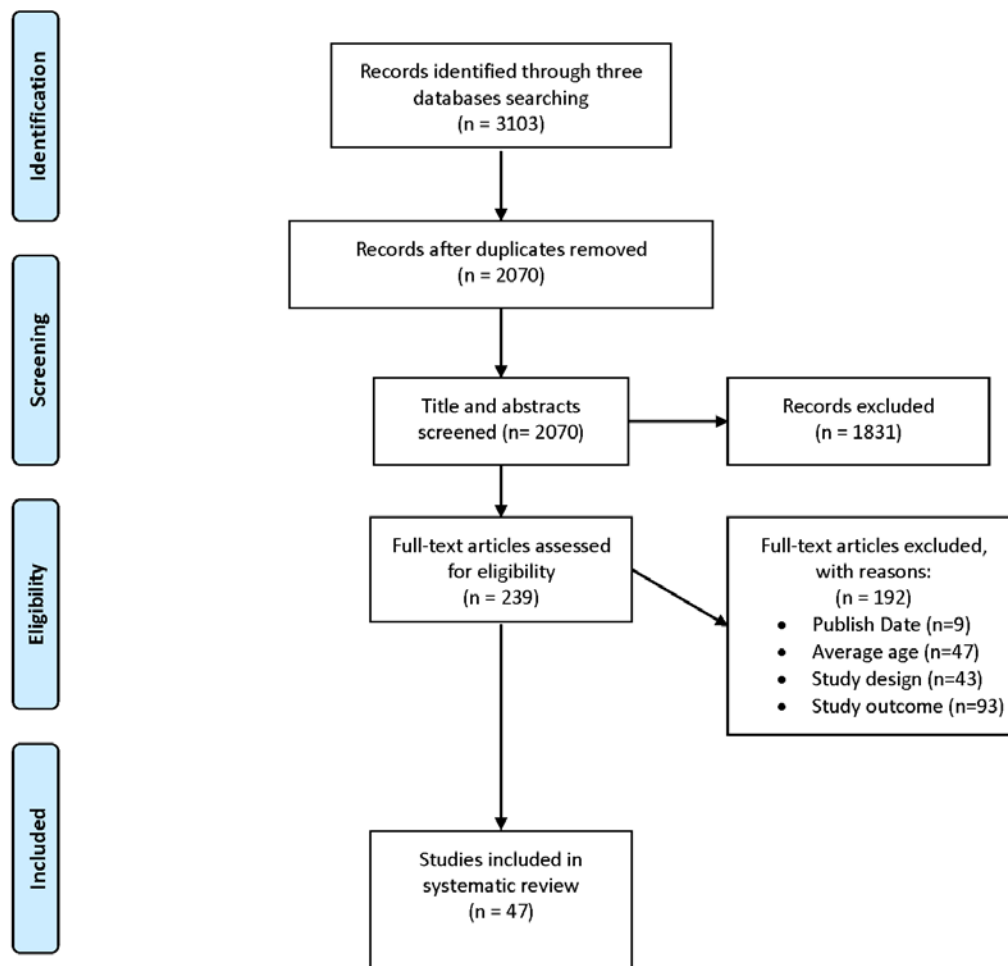 Identification
Records identified through three
databases searching
(n = 3103)
Records after duplicates removed
(n = 2070)
Screening
Title and abstracts
screened (n= 2070)
Records excluded
(n = 1831)
Eligibility
Full-text articles assessed
for eligibility
(n = 239)
Full-text articles excluded,
with reasons:
(n = 192)
• Publish Date (n=9)
• Average age (n=47)
• Study design (n=43)
• Study outcome (n=93)
Included
Studies included in
systematic review
(n = 47)